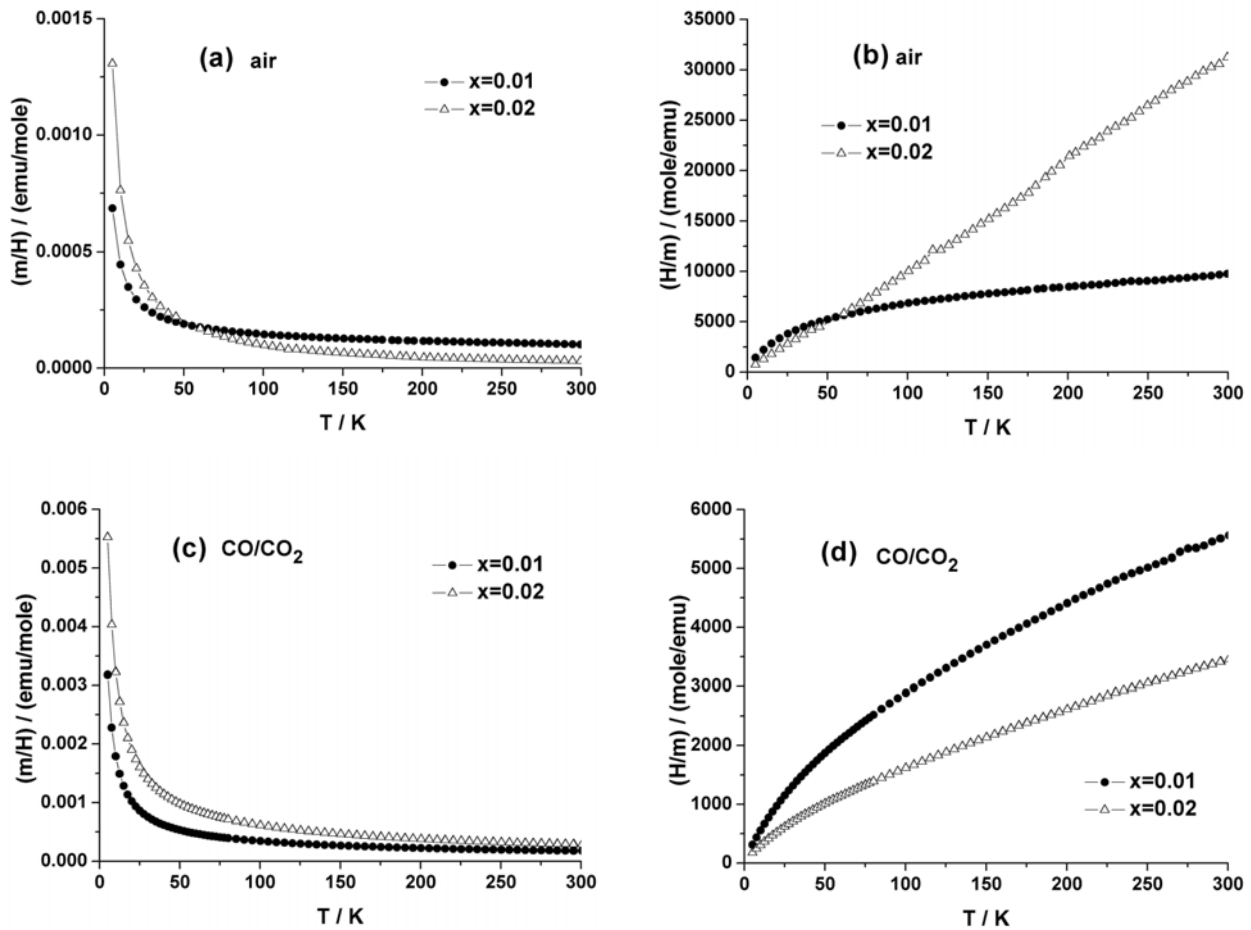 (a) air
x=0.01
x=0.02
(m/H) / (emu/mole)
0.0015
0.0010
0.0005
0.0000
0 50 100 150 200 250 300
T / K
(b) air
x=0.01
x=0.02
(H/m) / (mole/emu)
35000
30000
25000
20000
15000
10000
5000
0
0 50 100 150 200 250 300
T / K
(c) CO/CO₂
x=0.01
x=0.02
(m/H) / (emu/mole)
0.006
0.005
0.004
0.003
0.002
0.001
0.000
0 50 100 150 200 250 300
T / K
(d) CO/CO₂
x=0.01
x=0.02
(H/m) / (mole/emu)
6000
5000
4000
3000
2000
1000
0
0 50 100 150 200 250 300
T / K